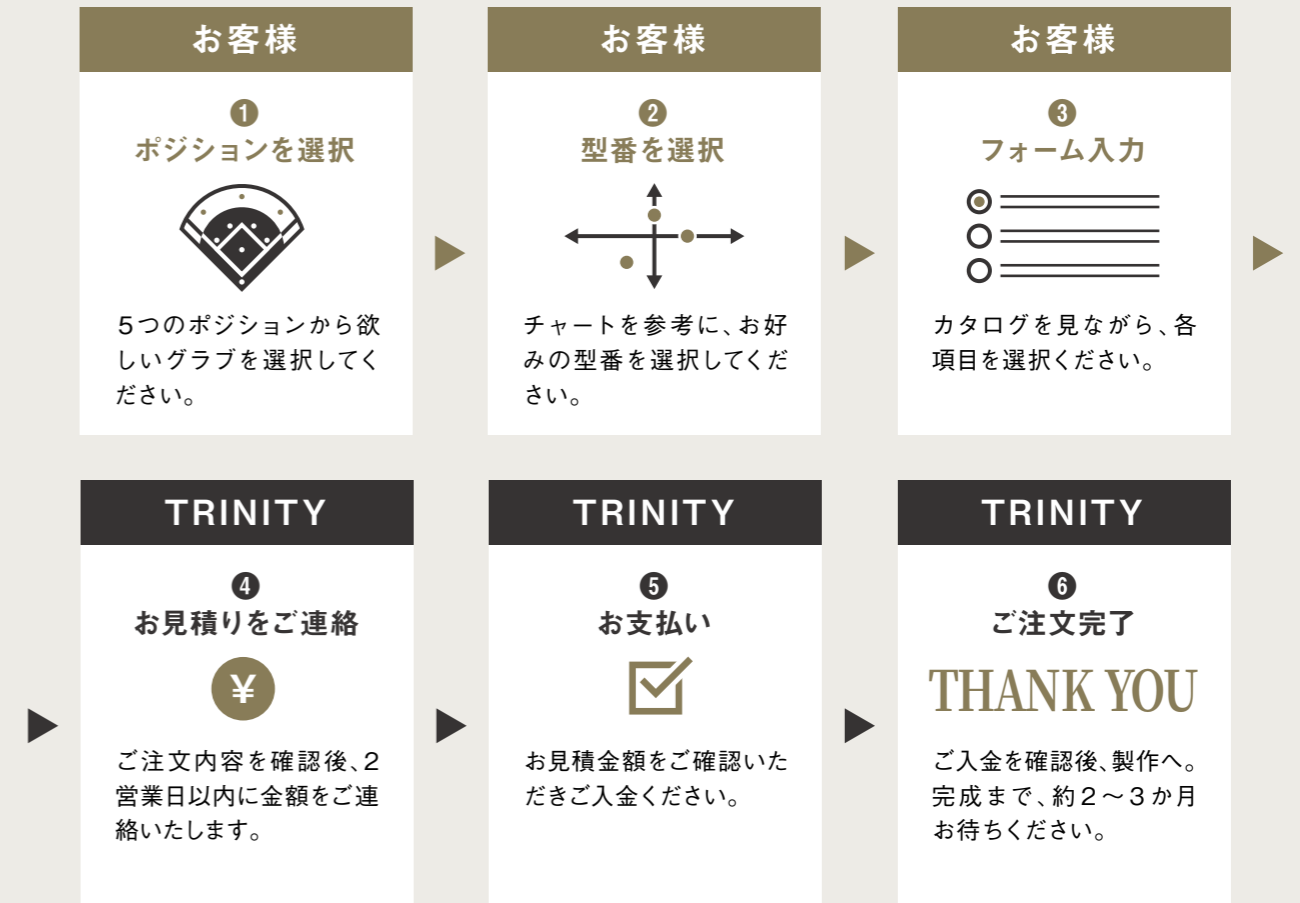 お客様
❶
ポジションを選択
５つのポジションから欲
しいグラブを選択してく
ださい。
お客様
❷
型番を選択
チャートを参考に、お好
みの型番を選択してくだ
さい。
お客様
❸
フォーム入力
カタログを見ながら、各
項目を選択ください。
TRINITY
❹
お見積りをご連絡
¥
ご注文内容を確認後、２
営業日以内に金額をご連
絡いたします。
TRINITY
❺
お支払い
お見積金額をご確認いた
だきご入金ください。
TRINITY
❻
ご注文完了
THANK YOU
ご入金を確認後、製作へ。
完成まで、約２〜３か月
お待ちください。